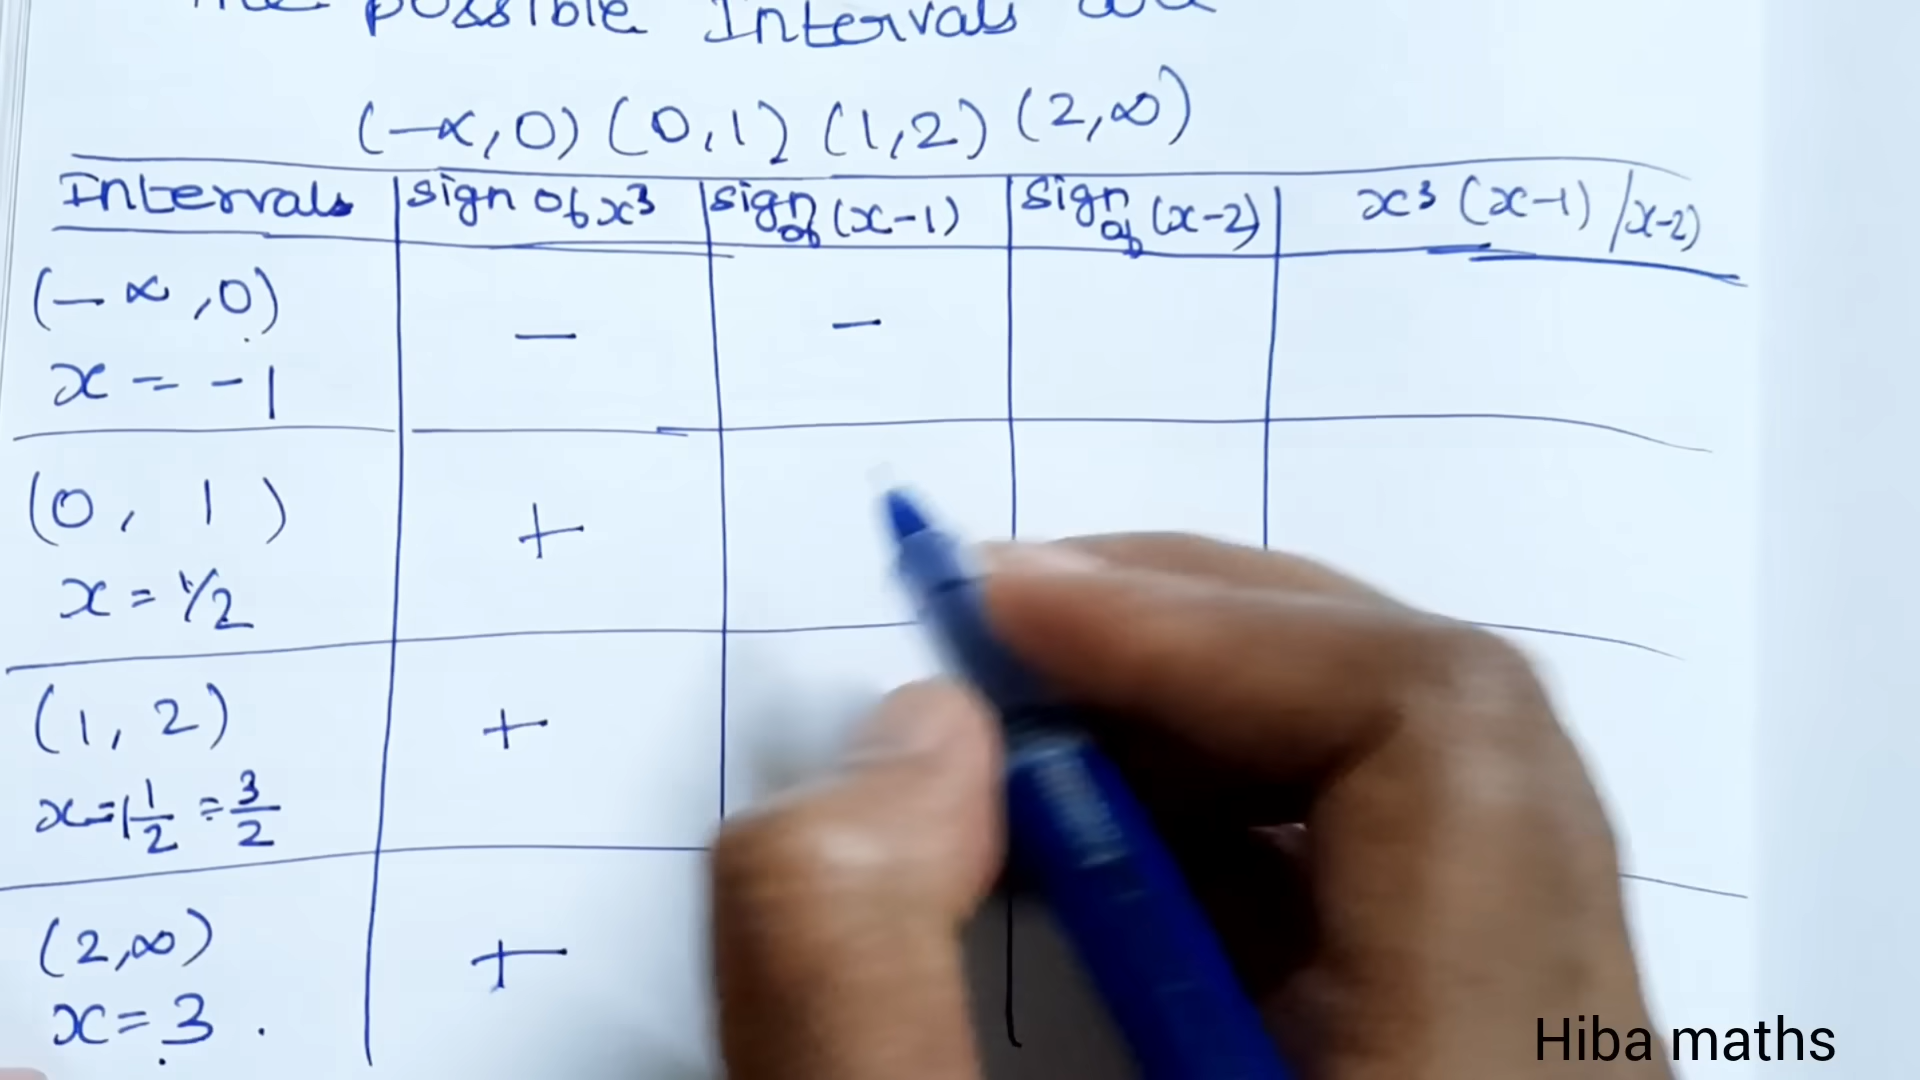 possible Intervals
(-∝, 0) (0, 1) (1, 2) (2, ∞)
Intervals | sign of x³ | sign of (x-1) | sign of (x-2) | x³ (x-1) / x-2)
(- ∝, 0) | — | —
x = -1
(0, 1) | +
x = 1/2
(1, 2) | +
x = 1 1/2 = 3/2
(2, ∞) | +
x = 3 .
Hiba maths